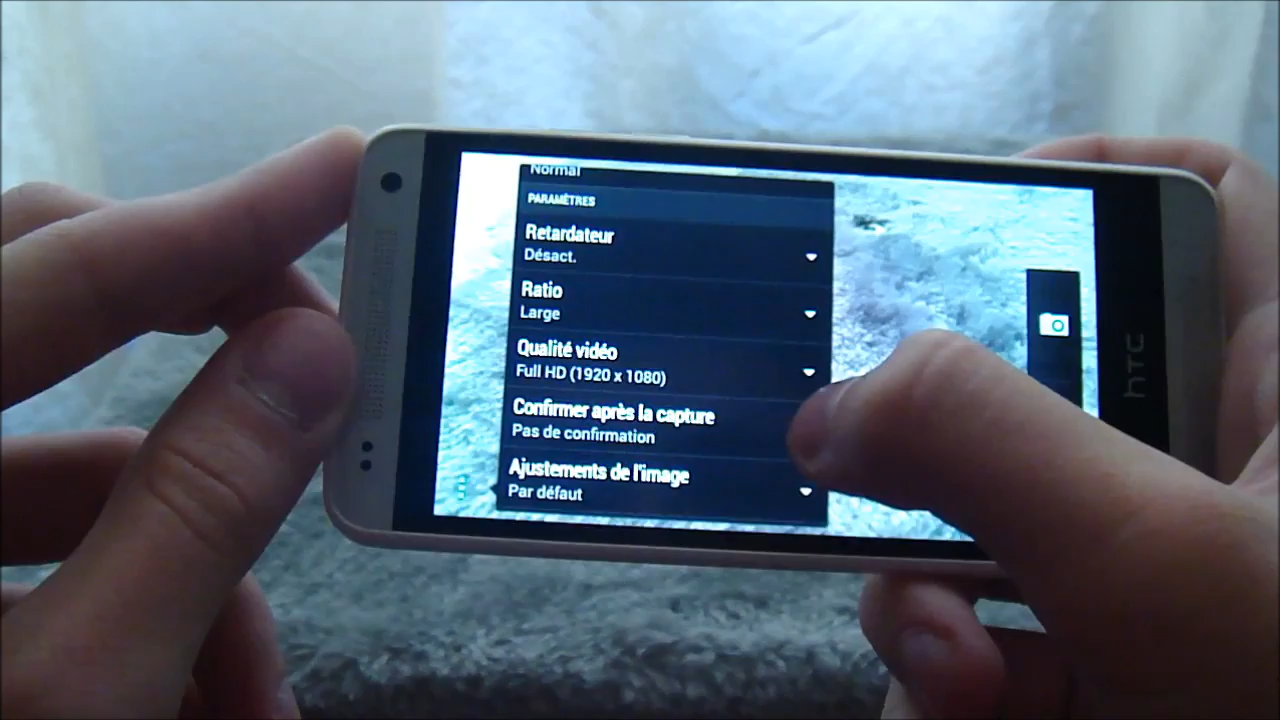 Normal
PARAMÈTRES
Retardateur
Désact.
Ratio
Large
Qualité vidéo
Full HD (1920 x 1080)
Confirmer après la capture
Pas de confirmation
Ajustements de l'image
Par défaut
hTC